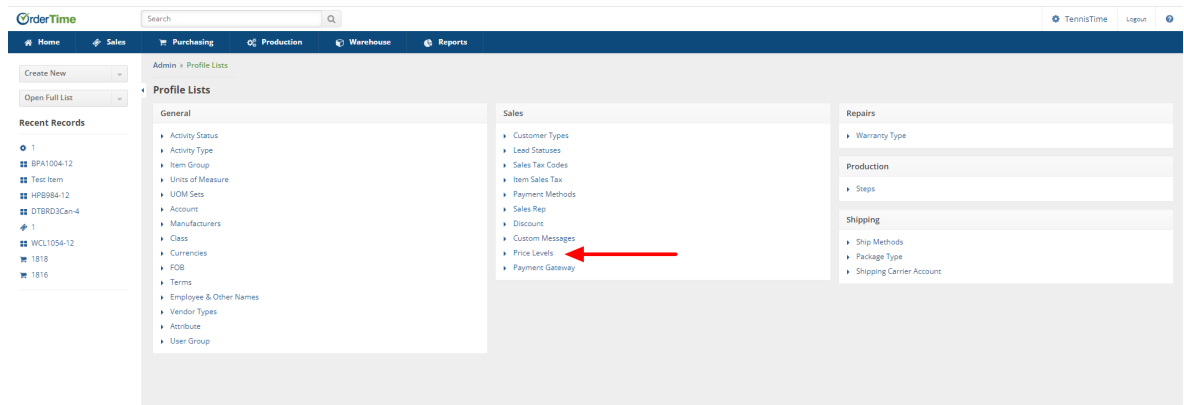 OrderTime
Search
TennisTime Logout
Home Sales Purchasing Production Warehouse Reports
Create New
Open Full List
Recent Records
1
BPA1004-12
Test Item
HPB984-12
DTBRD3Can-4
1
WCL1054-12
1818
1816
Admin » Profile Lists
Profile Lists
General
Activity Status
Activity Type
Item Group
Units of Measure
UOM Sets
Account
Manufacturers
Class
Currencies
FOB
Terms
Employee & Other Names
Vendor Types
Attribute
User Group
Sales
Customer Types
Lead Statuses
Sales Tax Codes
Item Sales Tax
Payment Methods
Sales Rep
Discount
Custom Messages
Price Levels
Payment Gateway
Repairs
Warranty Type
Production
Steps
Shipping
Ship Methods
Package Type
Shipping Carrier Account